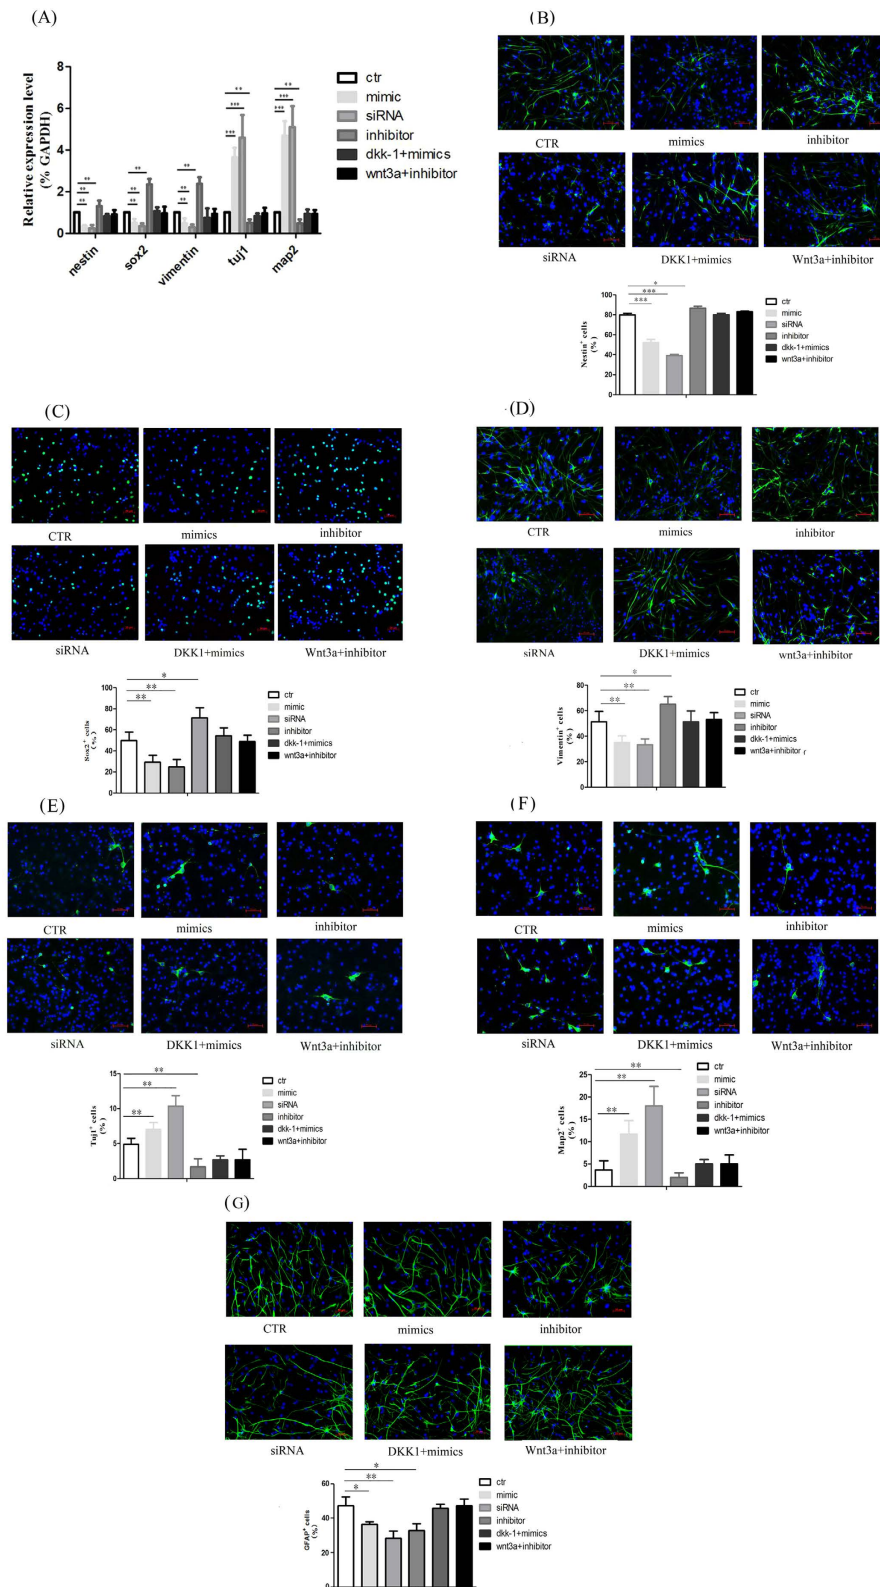 (A)
Relative expression level
(% GAPDH)
8
6
4
2
0
** ** **
** ** **
** ** **
*** *** **
*** *** **
nestin
sox2
vimentin
tuj1
map2
ctr
mimic
siRNA
inhibitor
dkk-1+mimics
wnt3a+inhibitor
(B)
CTR
mimics
inhibitor
siRNA
DKK1+mimics
Wnt3a+inhibitor
Nestin+ cells
(%)
100
80
60
40
20
0
*
***
***
ctr
mimic
siRNA
inhibitor
dkk-1+mimics
wnt3a+inhibitor
(C)
CTR
mimics
inhibitor
siRNA
DKK1+mimics
Wnt3a+inhibitor
Sox2+ cells
(%)
100
80
60
40
20
0
*
**
**
ctr
mimic
siRNA
inhibitor
dkk-1+mimics
wnt3a+inhibitor
(D)
CTR
mimics
inhibitor
siRNA
DKK1+mimics
wnt3a+inhibitor
Vimentin+ cells
(%)
100
80
60
40
20
0
*
**
**
ctr
mimic
siRNA
inhibitor
dkk-1+mimics
wnt3a+inhibitor
(E)
CTR
mimics
inhibitor
siRNA
DKK1+mimics
Wnt3a+inhibitor
Tuj1+ cells
(%)
15
10
5
0
**
**
**
ctr
mimic
siRNA
inhibitor
dkk-1+mimics
wnt3a+inhibitor
(F)
CTR
mimics
inhibitor
siRNA
DKK1+mimics
Wnt3a+inhibitor
Map2+ cells
(%)
25
20
15
10
5
0
**
**
**
ctr
mimic
siRNA
inhibitor
dkk-1+mimics
wnt3a+inhibitor
(G)
CTR
mimics
inhibitor
siRNA
DKK1+mimics
Wnt3a+inhibitor
GFAP+ cells
(%)
60
40
20
0
*
**
*
ctr
mimic
siRNA
inhibitor
dkk-1+mimics
wnt3a+inhibitor